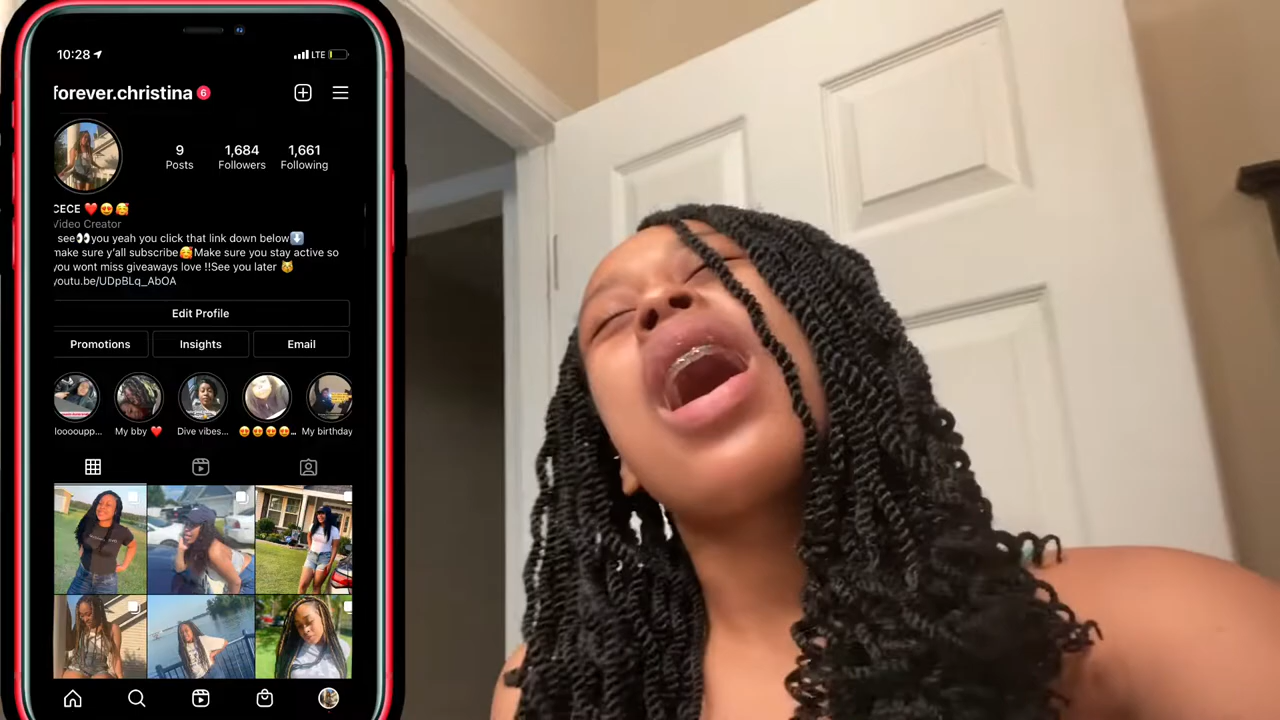 10:28
LTE
forever.christina 6
9 1,684 1,661
Posts Followers Following
CECE ❤️😍🥰
Video Creator
see👀you yeah you click that link down below⬇️
make sure y'all subscribe🥰Make sure you stay active so
you wont miss giveaways love !!See you later 😽
youtu.be/UDpBLq_AbOA
Edit Profile
Promotions Insights Email
loooouppp... My bby ❤️ Dive vibes... 😍😍😍😍... My birthday